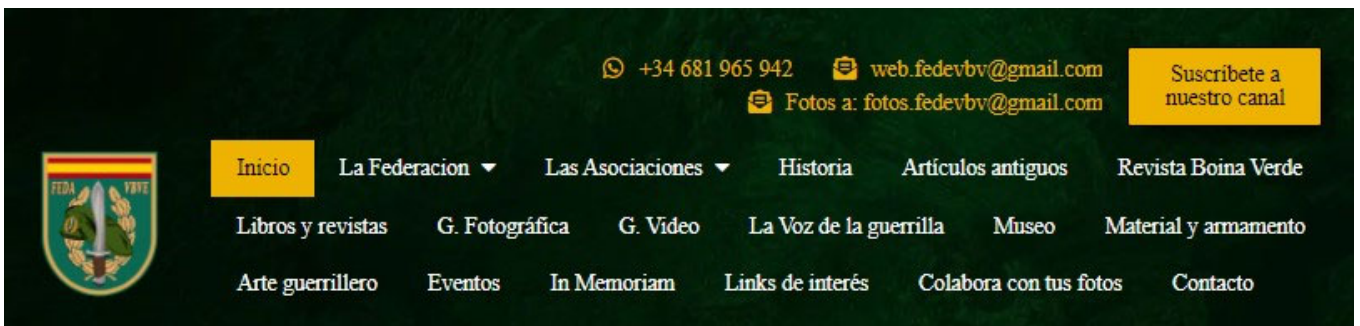 +34 681 965 942 web.fedevbv@gmail.com
Fotos a: fotos.fedevbv@gmail.com
Suscribete a
nuestro canal
FEDA VBVE
Inicio La Federacion Las Asociaciones Historia Artículos antiguos Revista Boina Verde
Libros y revistas G. Fotográfica G. Video La Voz de la guerrilla Museo Material y armamento
Arte guerrillero Eventos In Memoriam Links de interés Colabora con tus fotos Contacto